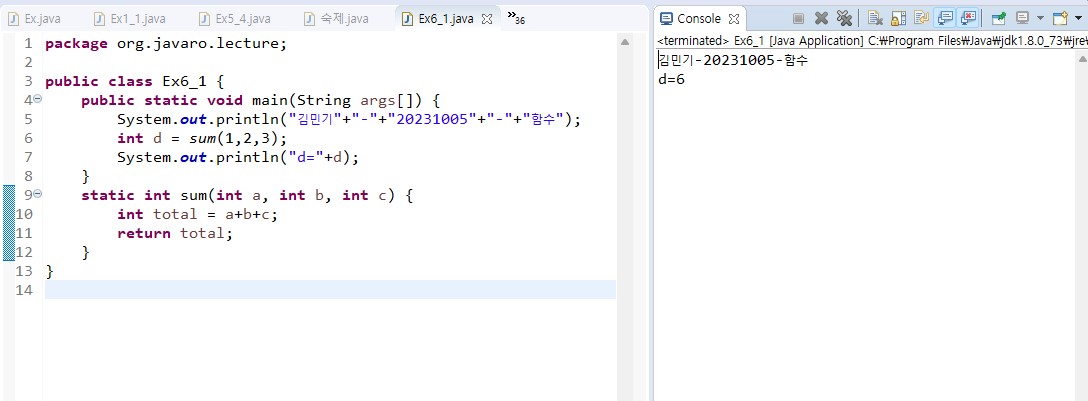 Ex.java Ex1_1.java Ex5_4.java 숙제.java Ex6_1.java »36
1 package org.javaro.lecture;
2
3 public class Ex6_1 {
4 public static void main(String args[]) {
5 System.out.println("김민기"+"-"+"20231005"+"-"+"함수");
6 int d = sum(1,2,3);
7 System.out.println("d="+d);
8 }
9 static int sum(int a, int b, int c) {
10 int total = a+b+c;
11 return total;
12 }
13 }
14
Console
<terminated> Ex6_1 [Java Application] C:₩Program Files₩Java₩jdk1.8.0_73₩jre₩
김민기-20231005-함수
d=6